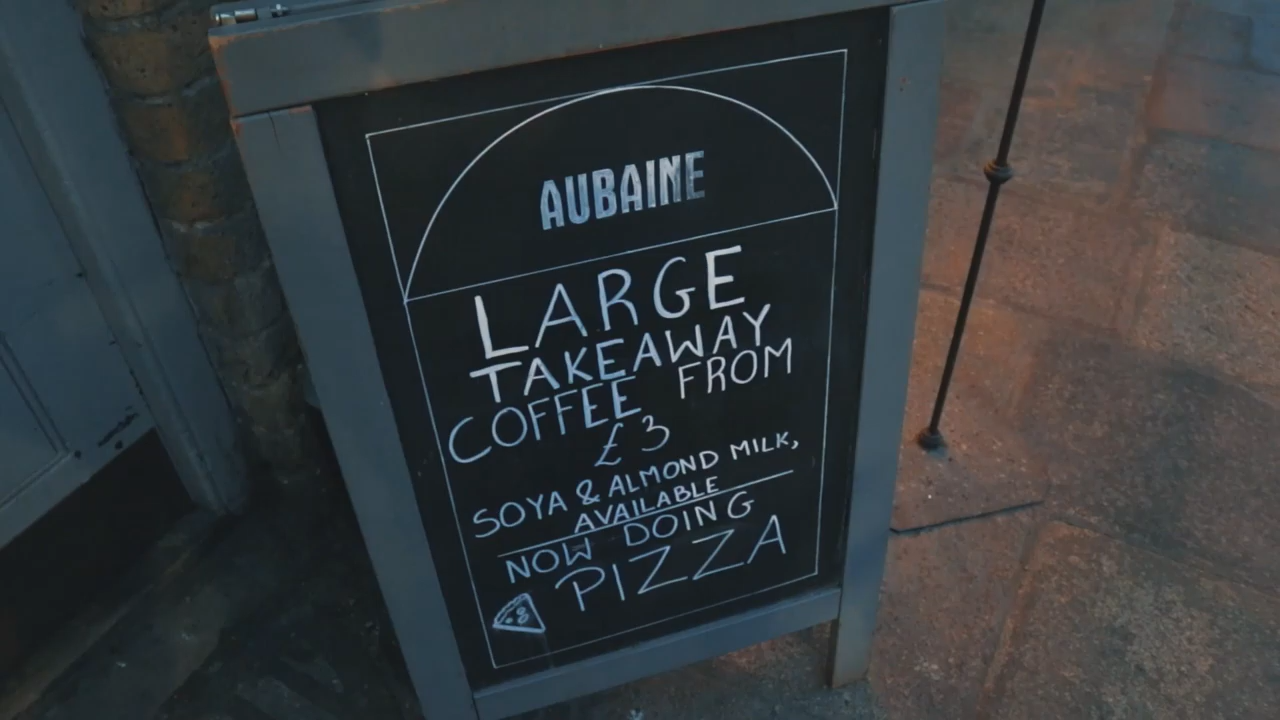 AUBAINE
LARGE
TAKEAWAY
COFFEE FROM
£3
SOYA & ALMOND MILK,
AVAILABLE
NOW DOING
PIZZA